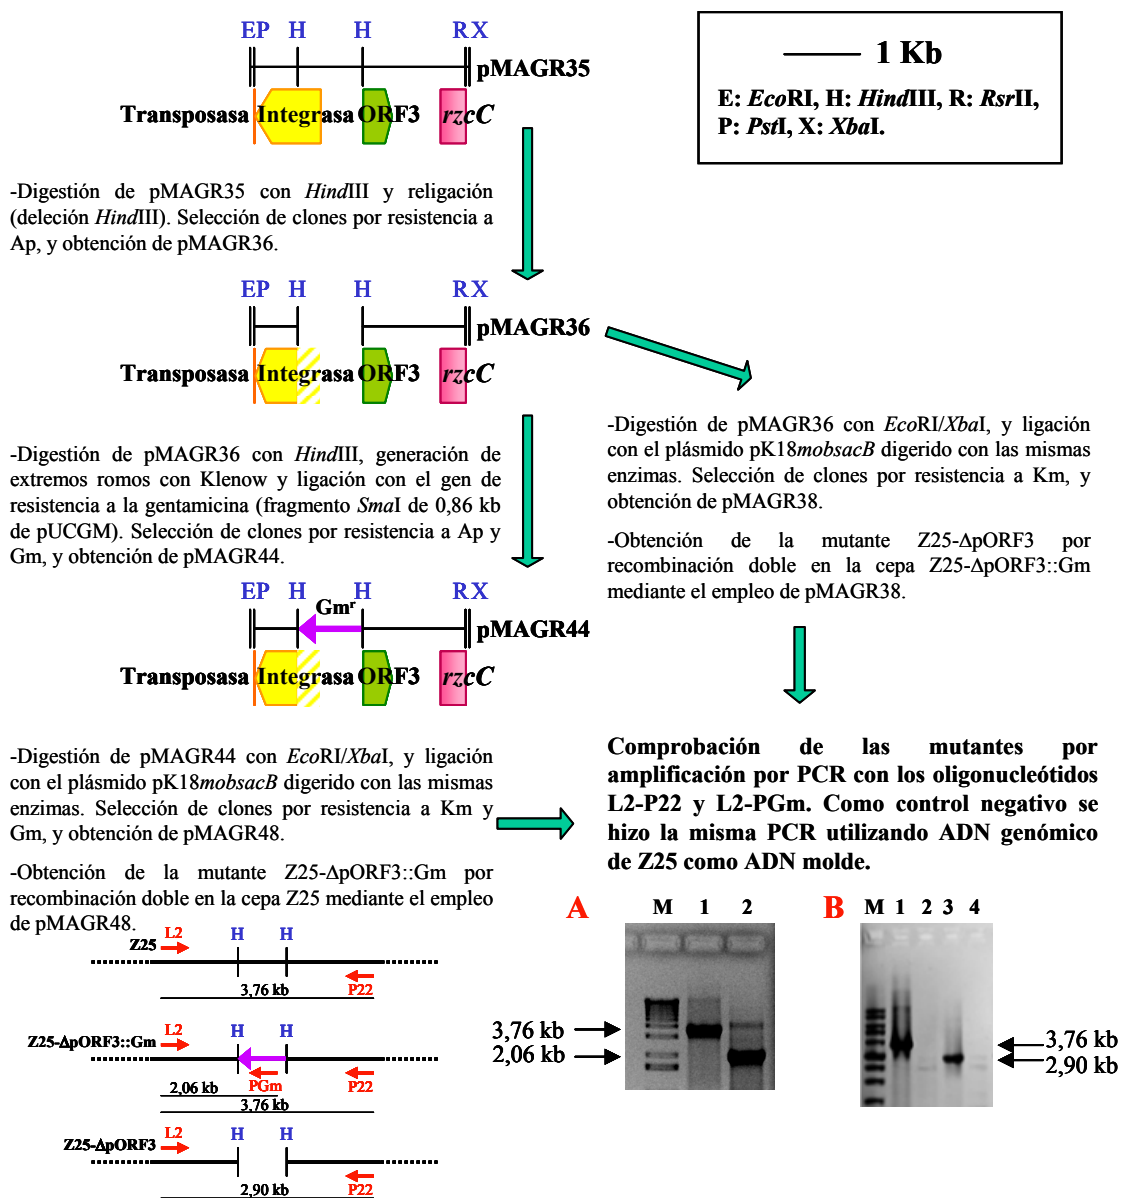 EP H H RX
pMAGR35
Transposasa Integrasa ORF3 rzcC
1 Kb
E: EcoRI, H: HindIII, R: RsrII,
P: PstI, X: XbaI.
-Digestión de pMAGR35 con HindIII y religación
(deleción HindIII). Selección de clones por resistencia a
Ap, y obtención de pMAGR36.
EP H H RX
pMAGR36
Transposasa Integrasa ORF3 rzcC
-Digestión de pMAGR36 con HindIII, generación de
extremos romos con Klenow y ligación con el gen de
resistencia a la gentamicina (fragmento SmaI de 0,86 kb
de pUCGM). Selección de clones por resistencia a Ap y
Gm, y obtención de pMAGR44.
-Digestión de pMAGR36 con EcoRI/XbaI, y ligación
con el plásmido pK18mobsacB digerido con las mismas
enzimas. Selección de clones por resistencia a Km, y
obtención de pMAGR38.
-Obtención de la mutante Z25-ΔpORF3 por
recombinación doble en la cepa Z25-ΔpORF3::Gm
mediante el empleo de pMAGR38.
EP H H RX
Gmʳ
pMAGR44
Transposasa Integrasa ORF3 rzcC
-Digestión de pMAGR44 con EcoRI/XbaI, y ligación
con el plásmido pK18mobsacB digerido con las mismas
enzimas. Selección de clones por resistencia a Km y
Gm, y obtención de pMAGR48.
-Obtención de la mutante Z25-ΔpORF3::Gm por
recombinación doble en la cepa Z25 mediante el empleo
de pMAGR48.
Comprobación de las mutantes por
amplificación por PCR con los oligonucleótidos
L2-P22 y L2-PGm. Como control negativo se
hizo la misma PCR utilizando ADN genómico
de Z25 como ADN molde.
Z25 L2 H H
3,76 kb P22
Z25-ΔpORF3::Gm L2 H H
2,06 kb PGm P22
3,76 kb
Z25-ΔpORF3 L2 H H
2,90 kb P22
A M 1 2
3,76 kb
2,06 kb
B M 1 2 3 4
3,76 kb
2,90 kb